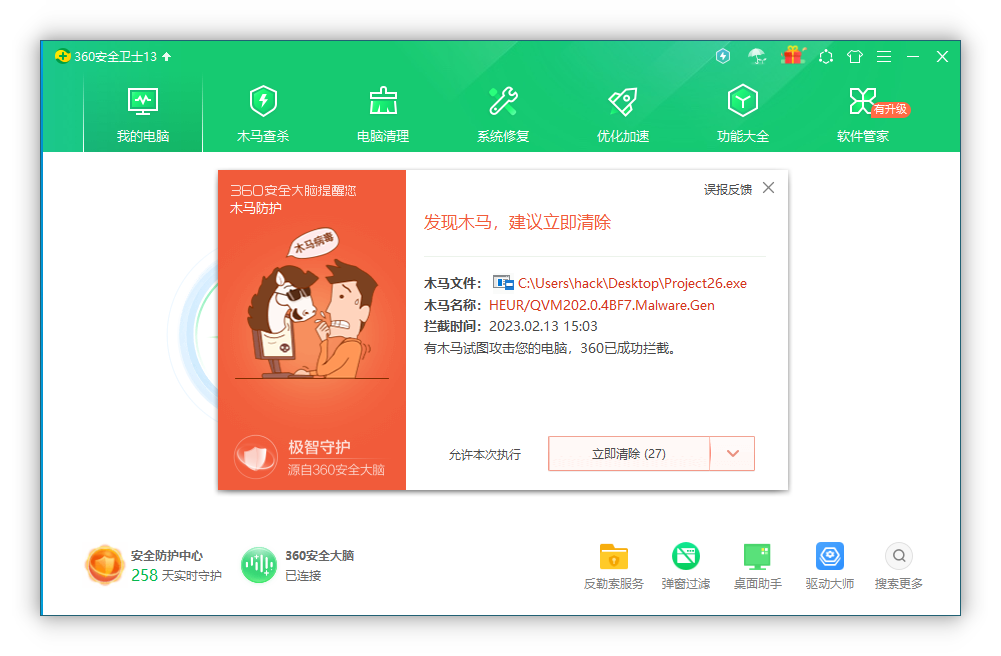 360安全卫士13
我的电脑
木马查杀
电脑清理
系统修复
优化加速
功能大全
软件管家
有升级
360安全大脑提醒您
木马防护
木马病毒
极智守护
源自360安全大脑
误报反馈
发现木马，建议立即清除
木马文件： C:\Users\hack\Desktop\Project26.exe
木马名称： HEUR/QVM202.0.4BF7.Malware.Gen
拦截时间： 2023.02.13 15:03
有木马试图攻击您的电脑，360已成功拦截。
允许本次执行
立即清除 (27)
安全防护中心
258 天实时守护
360安全大脑
已连接
反勒索服务
弹窗过滤
桌面助手
驱动大师
搜索更多